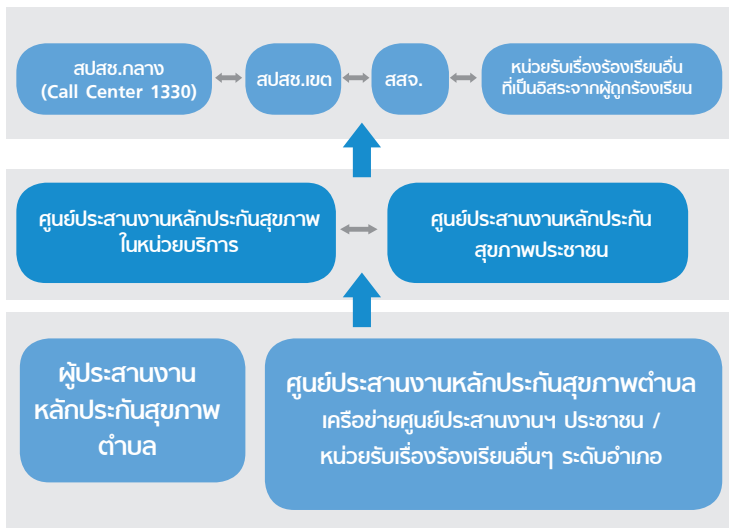 สปสช.กลาง
(Call Center 1330)
สปสช.เขต
สสจ.
หน่วยรับเรื่องร้องเรียนอื่น
ที่เป็นอิสระจากผู้ถูกร้องเรียน
ศูนย์ประสานงานหลักประกันสุขภาพ
ในหน่วยบริการ
ศูนย์ประสานงานหลักประกัน
สุขภาพประชาชน
ผู้ประสานงาน
หลักประกันสุขภาพ
ตำบล
ศูนย์ประสานงานหลักประกันสุขภาพตำบล
เครือข่ายศูนย์ประสานงานฯ ประชาชน /
หน่วยรับเรื่องร้องเรียนอื่นๆ ระดับอำเภอ